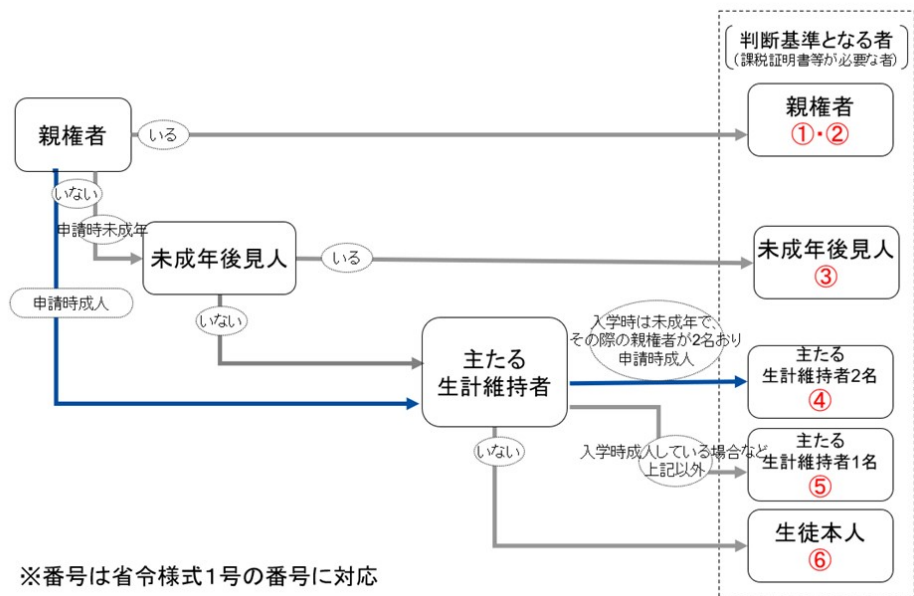 判断基準となる者
(課税証明書等が必要な者)
親権者
いる
親権者
①・②
いない
申請時未成年
未成年後見人
いる
未成年後見人
③
申請時成人
いない
主たる
生計維持者
入学時は未成年で、
その際の親権者が2名おり
申請時成人
主たる
生計維持者2名
④
入学時成人している場合など
上記以外
主たる
生計維持者1名
⑤
いない
生徒本人
⑥
※番号は省令様式1号の番号に対応